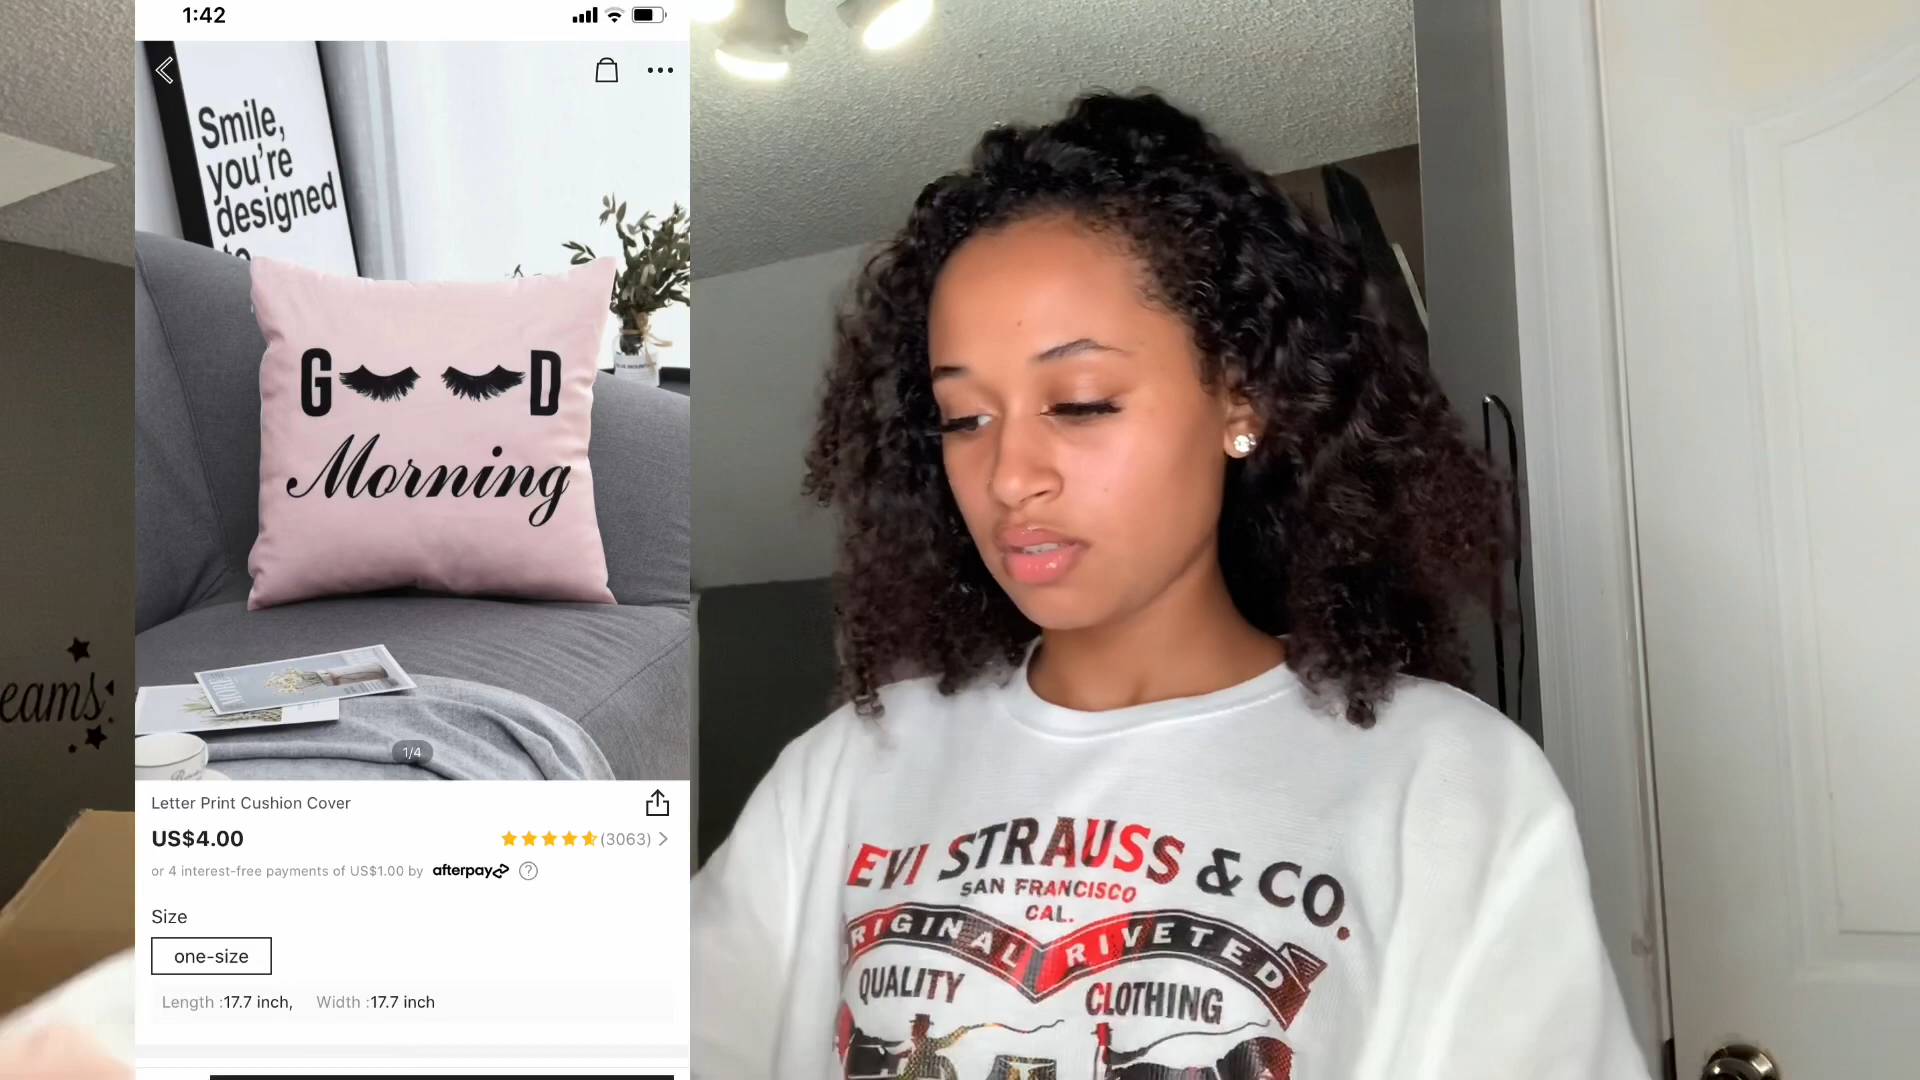 1:42
Smile,
you're
designed
to
G D
Morning
1/4
Letter Print Cushion Cover
US$4.00
(3063)
or 4 interest-free payments of US$1.00 by afterpay
?
Size
one-size
Length :17.7 inch, Width :17.7 inch
eams
EVI STRAUSS & CO.
SAN FRANCISCO
CAL.
RIGINAL RIVETED
QUALITY CLOTHING